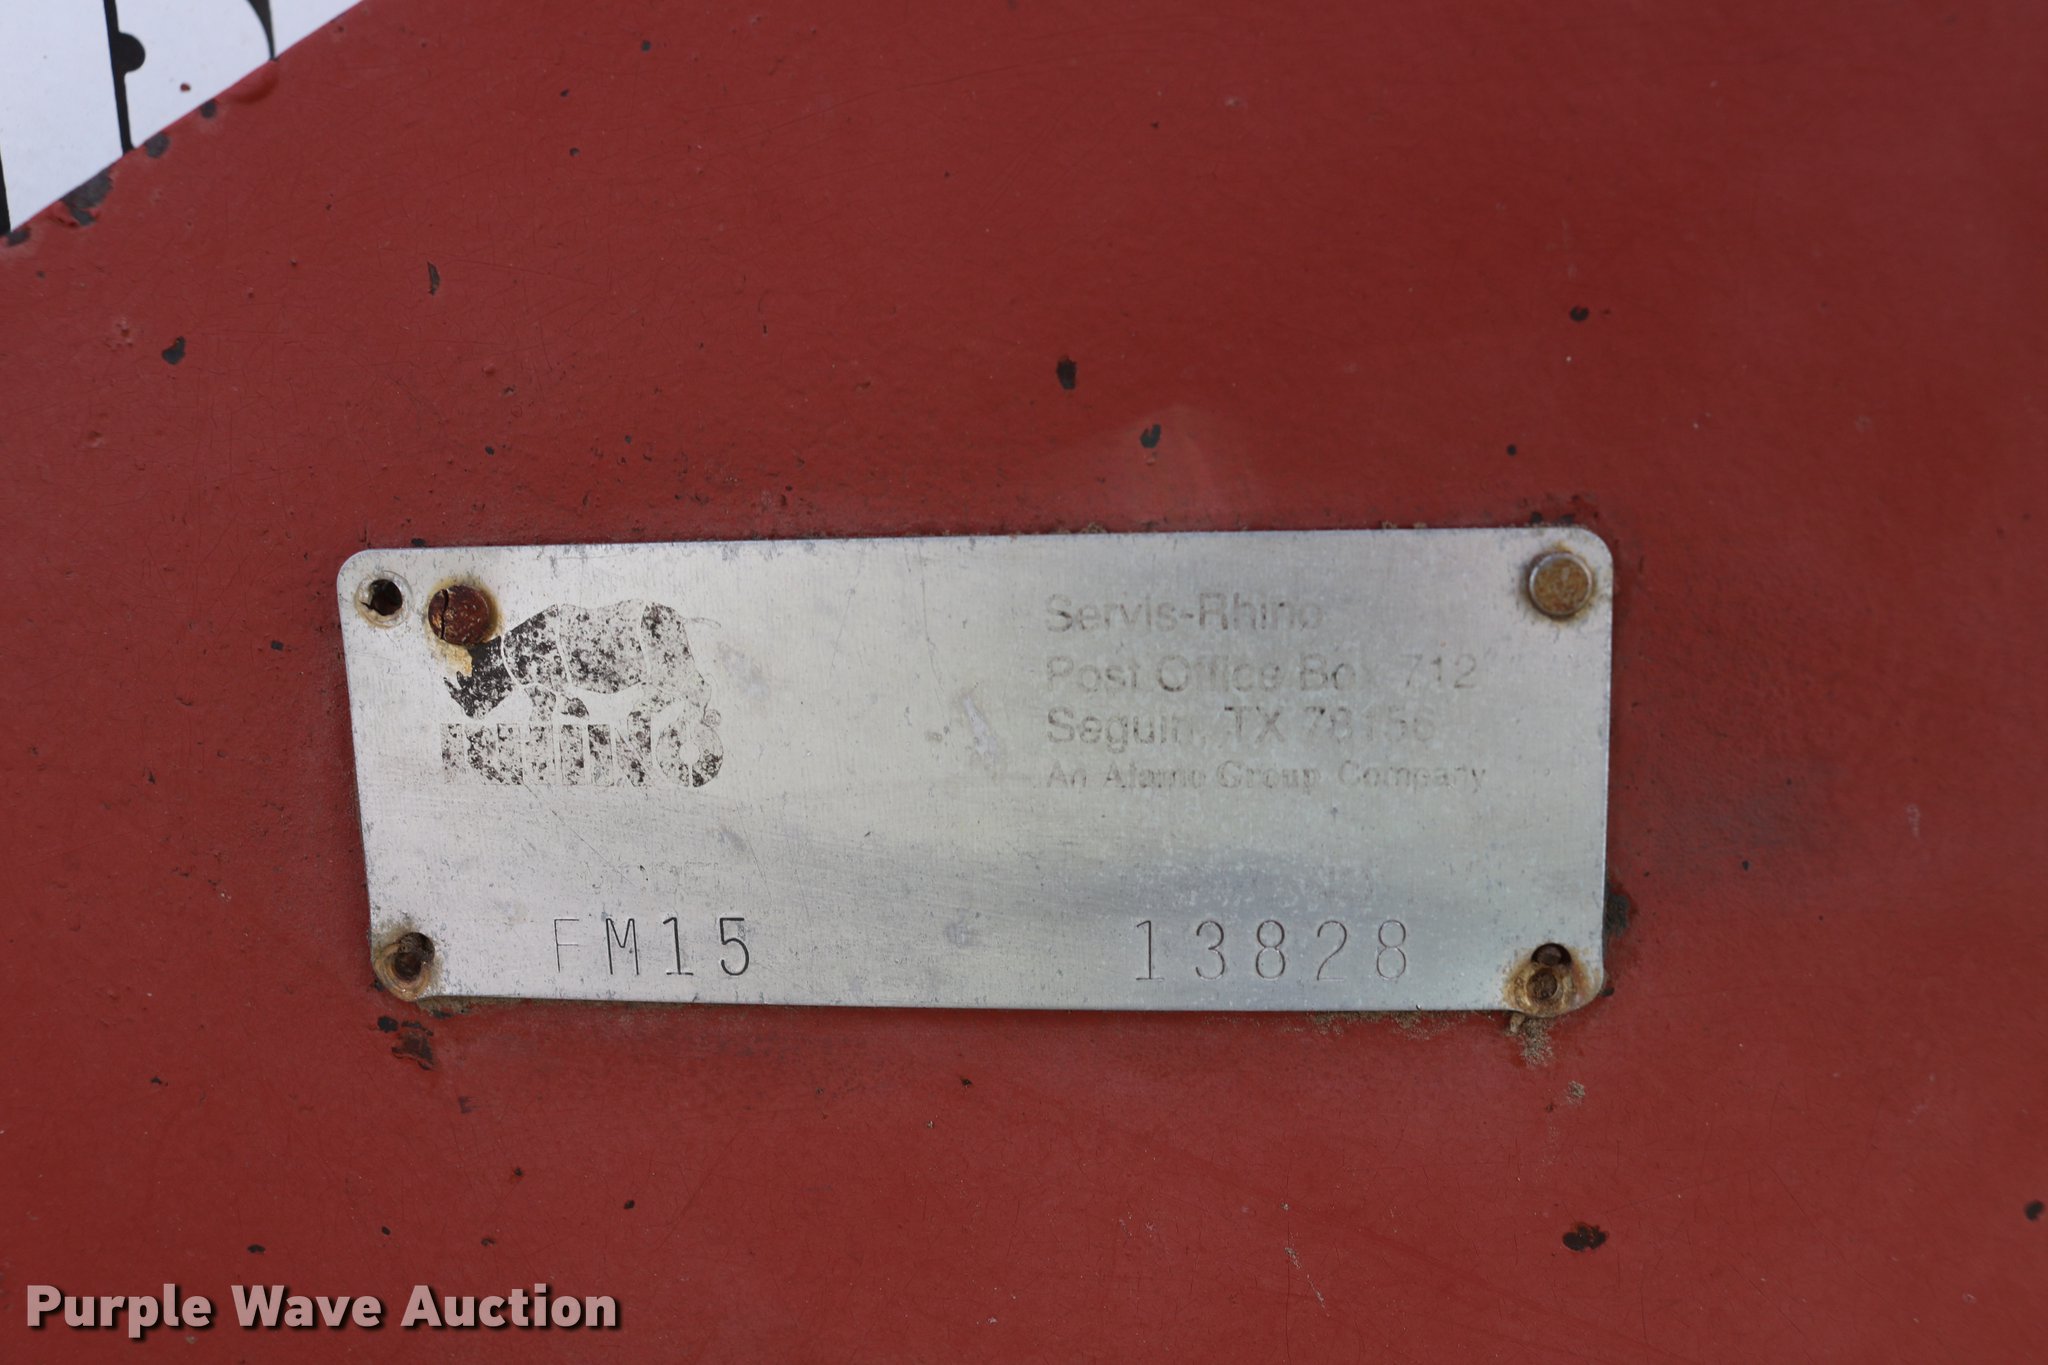 RHINO
Servis-Rhino
Post Office Box 712
Seguin, TX 78156
An Alamo Group Company
FM15
13828
Purple Wave Auction